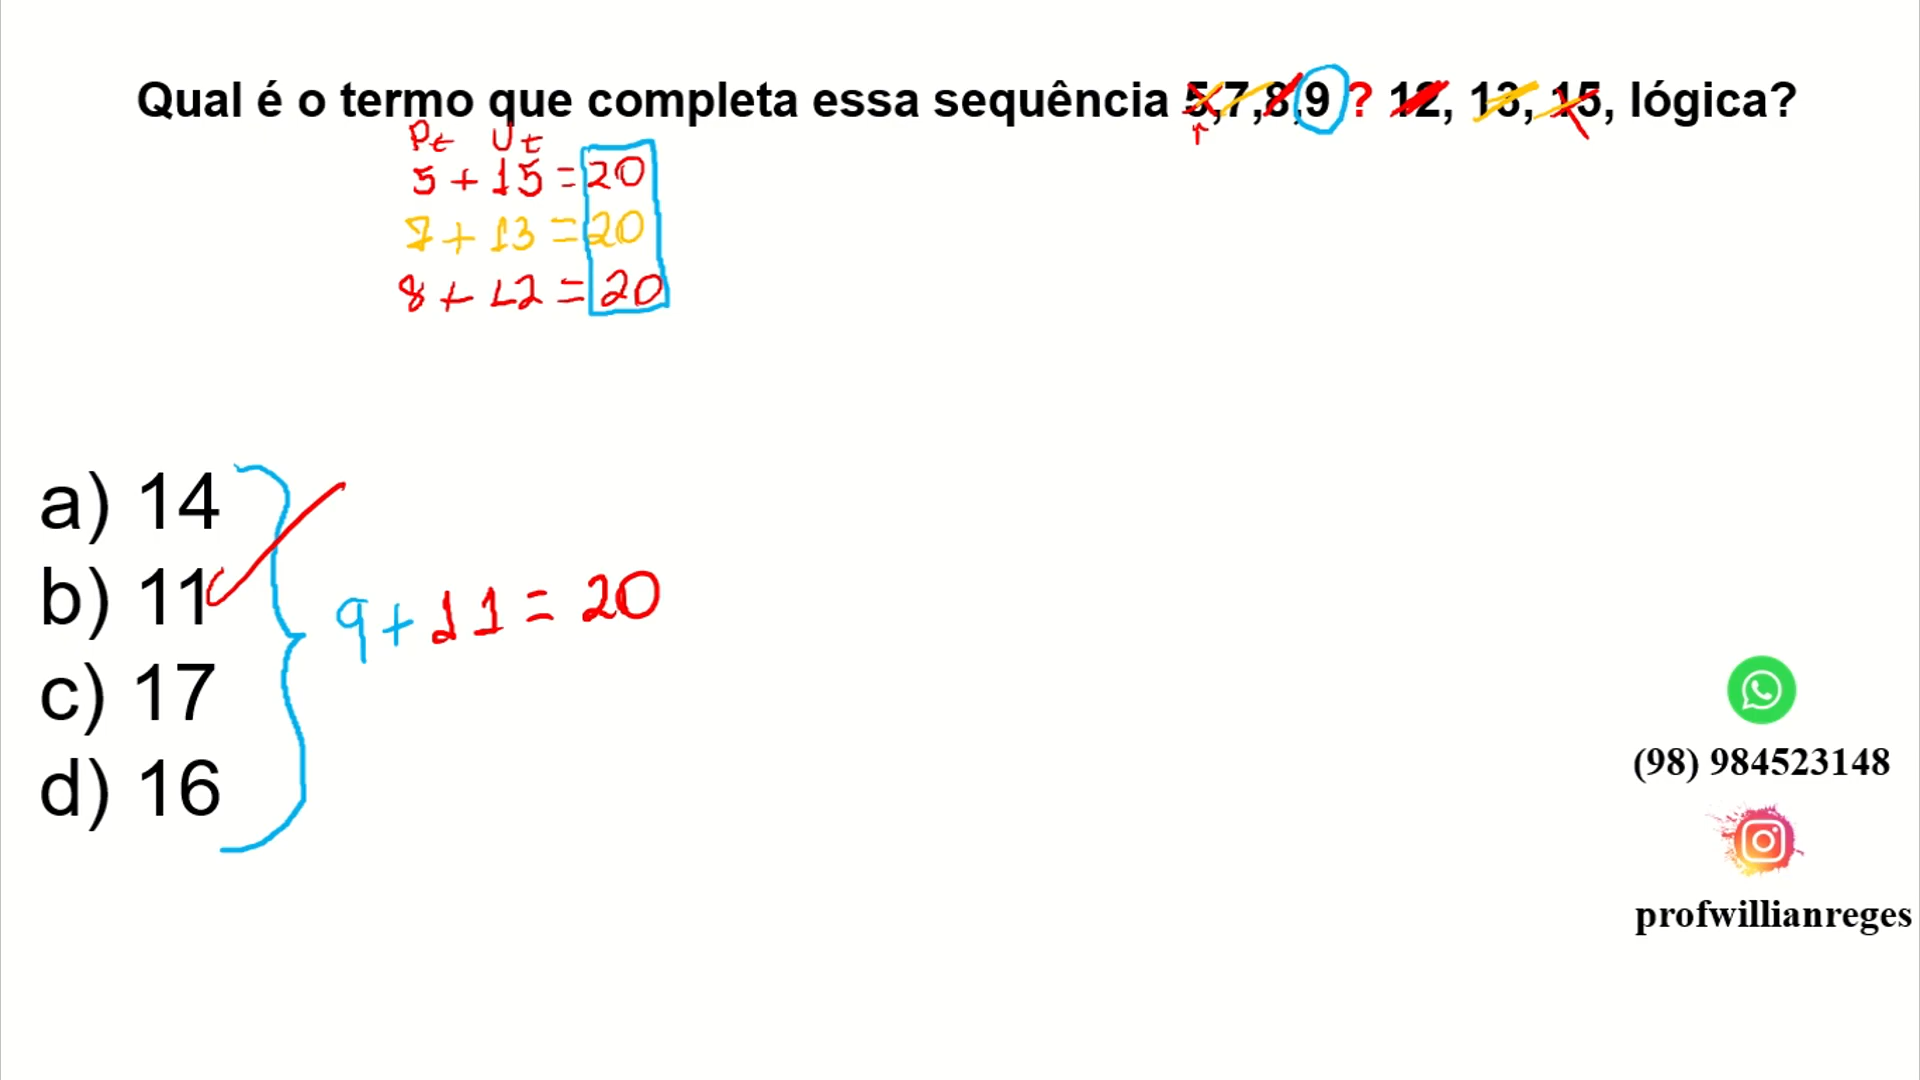 Qual é o termo que completa essa sequência 5,7,8,9 ? 12, 13, 15, lógica?
Pt Ut
5 + 15 = 20
7 + 13 = 20
8 + 12 = 20
a) 14
b) 11
c) 17
d) 16
9 + 11 = 20
(98) 984523148
profwillianreges